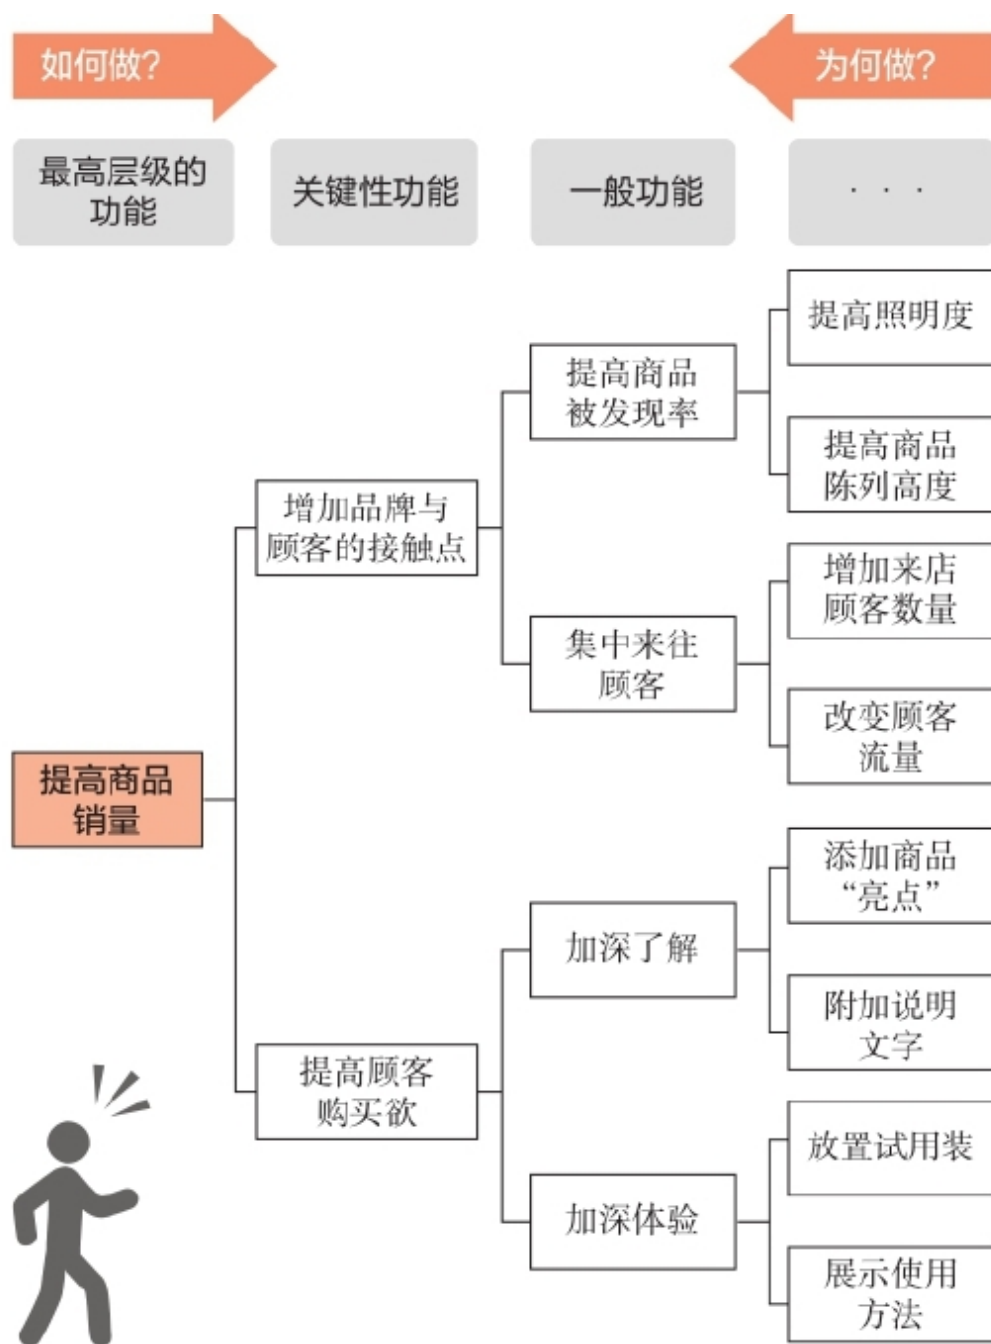 如何做?
为何做?
最高层级的
功能
关键性功能
一般功能
· · ·
提高商品
销量
增加品牌与
顾客的接触点
提高商品
被发现率
提高照明度
提高商品
陈列高度
集中来往
顾客
增加来店
顾客数量
改变顾客
流量
提高顾客
购买欲
加深了解
添加商品
“亮点”
附加说明
文字
加深体验
放置试用装
展示使用
方法